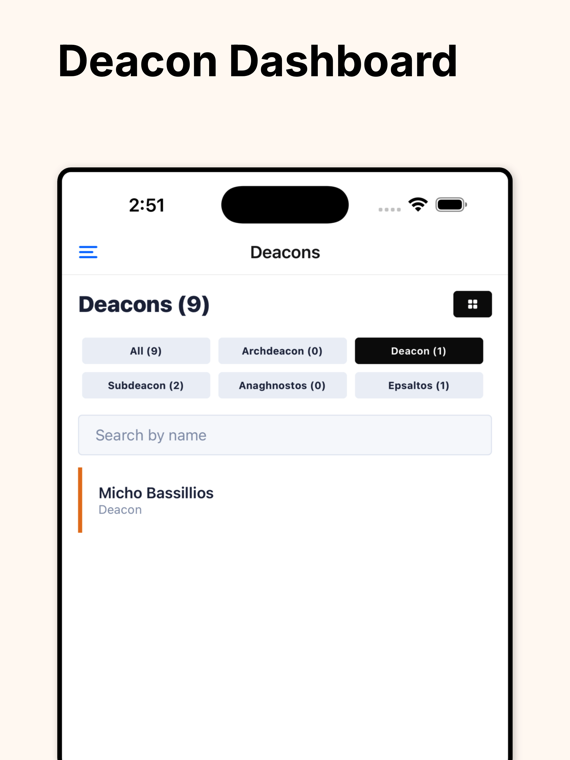 Deacon Dashboard
2:51
Deacons
Deacons (9)
All (9) Archdeacon (0) Deacon (1)
Subdeacon (2) Anaghnostos (0) Epsaltos (1)
Search by name
Micho Bassillios
Deacon